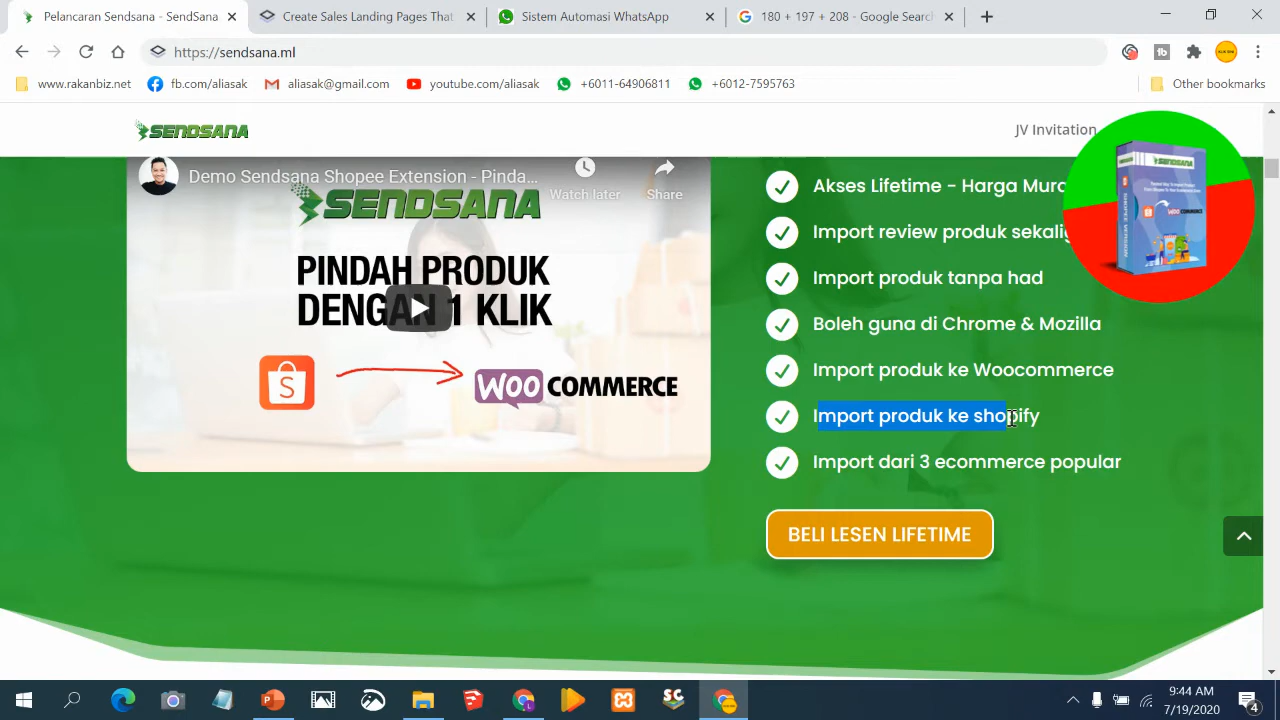 Pelancaran Sendsana - SendSana
Create Sales Landing Pages That
Sistem Automasi WhatsApp
180 + 197 + 208 - Google Search
https://sendsana.ml
www.rakanbiz.net
fb.com/aliasak
aliasak@gmail.com
youtube.com/aliasak
+6011-64906811
+6012-7595763
Other bookmarks
SENDSANA
JV Invitation
Demo Sendsana Shopee Extension - Pinda...
Watch later
Share
SENDSANA
PINDAH PRODUK
DENGAN 1 KLIK
S
WOO COMMERCE
Akses Lifetime - Harga Mura
Import review produk sekalig
Import produk tanpa had
Boleh guna di Chrome & Mozilla
Import produk ke Woocommerce
Import produk ke shopify
Import dari 3 ecommerce popular
BELI LESEN LIFETIME
SENDSANA
9:44 AM
7/19/2020
4